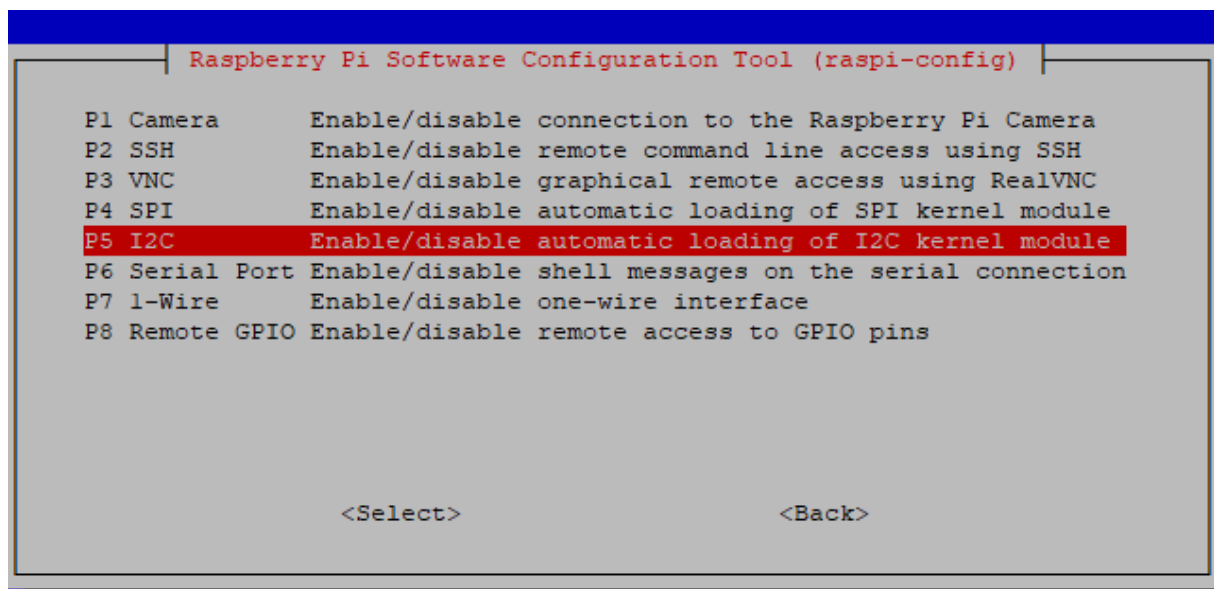 Raspberry Pi Software Configuration Tool (raspi-config)
P1 Camera Enable/disable connection to the Raspberry Pi Camera
P2 SSH Enable/disable remote command line access using SSH
P3 VNC Enable/disable graphical remote access using RealVNC
P4 SPI Enable/disable automatic loading of SPI kernel module
P5 I2C Enable/disable automatic loading of I2C kernel module
P6 Serial Port Enable/disable shell messages on the serial connection
P7 1-Wire Enable/disable one-wire interface
P8 Remote GPIO Enable/disable remote access to GPIO pins
<Select> <Back>